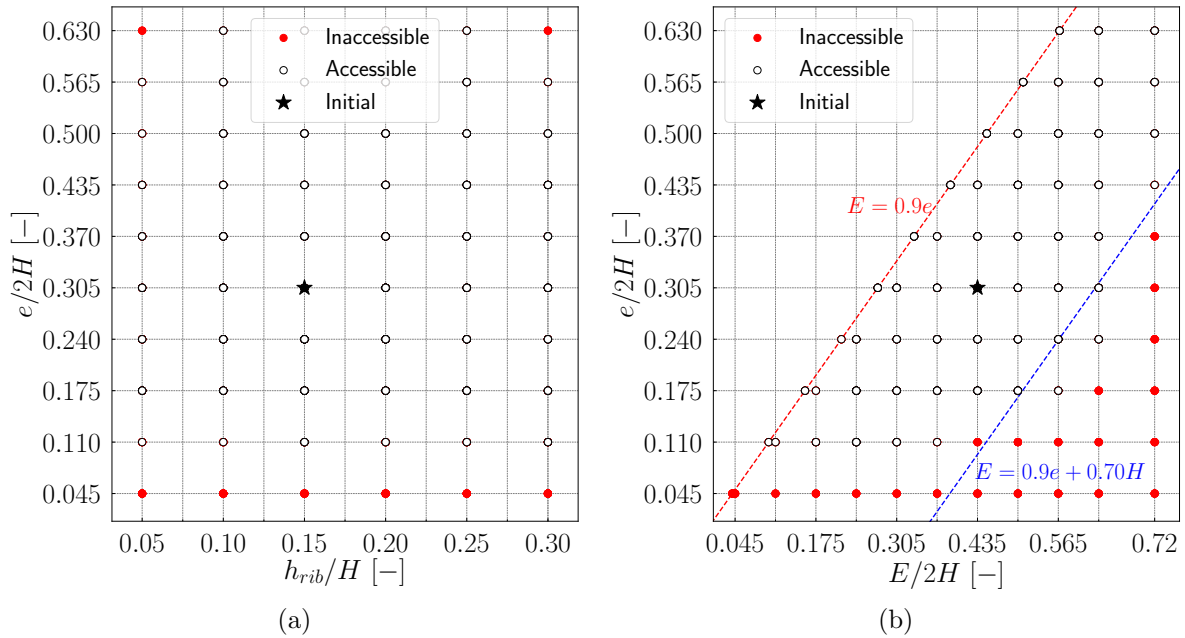 Inaccessible
Accessible
Initial
0.630
0.565
0.500
0.435
0.370
0.305
0.240
0.175
0.110
0.045
e/2H [−]
0.05 0.10 0.15 0.20 0.25 0.30
h_{rib}/H [−]
(a)
Inaccessible
Accessible
Initial
0.630
0.565
0.500
0.435
0.370
0.305
0.240
0.175
0.110
0.045
e/2H [−]
E = 0.9e
E = 0.9e + 0.70H
0.045 0.175 0.305 0.435 0.565 0.72
E/2H [−]
(b)